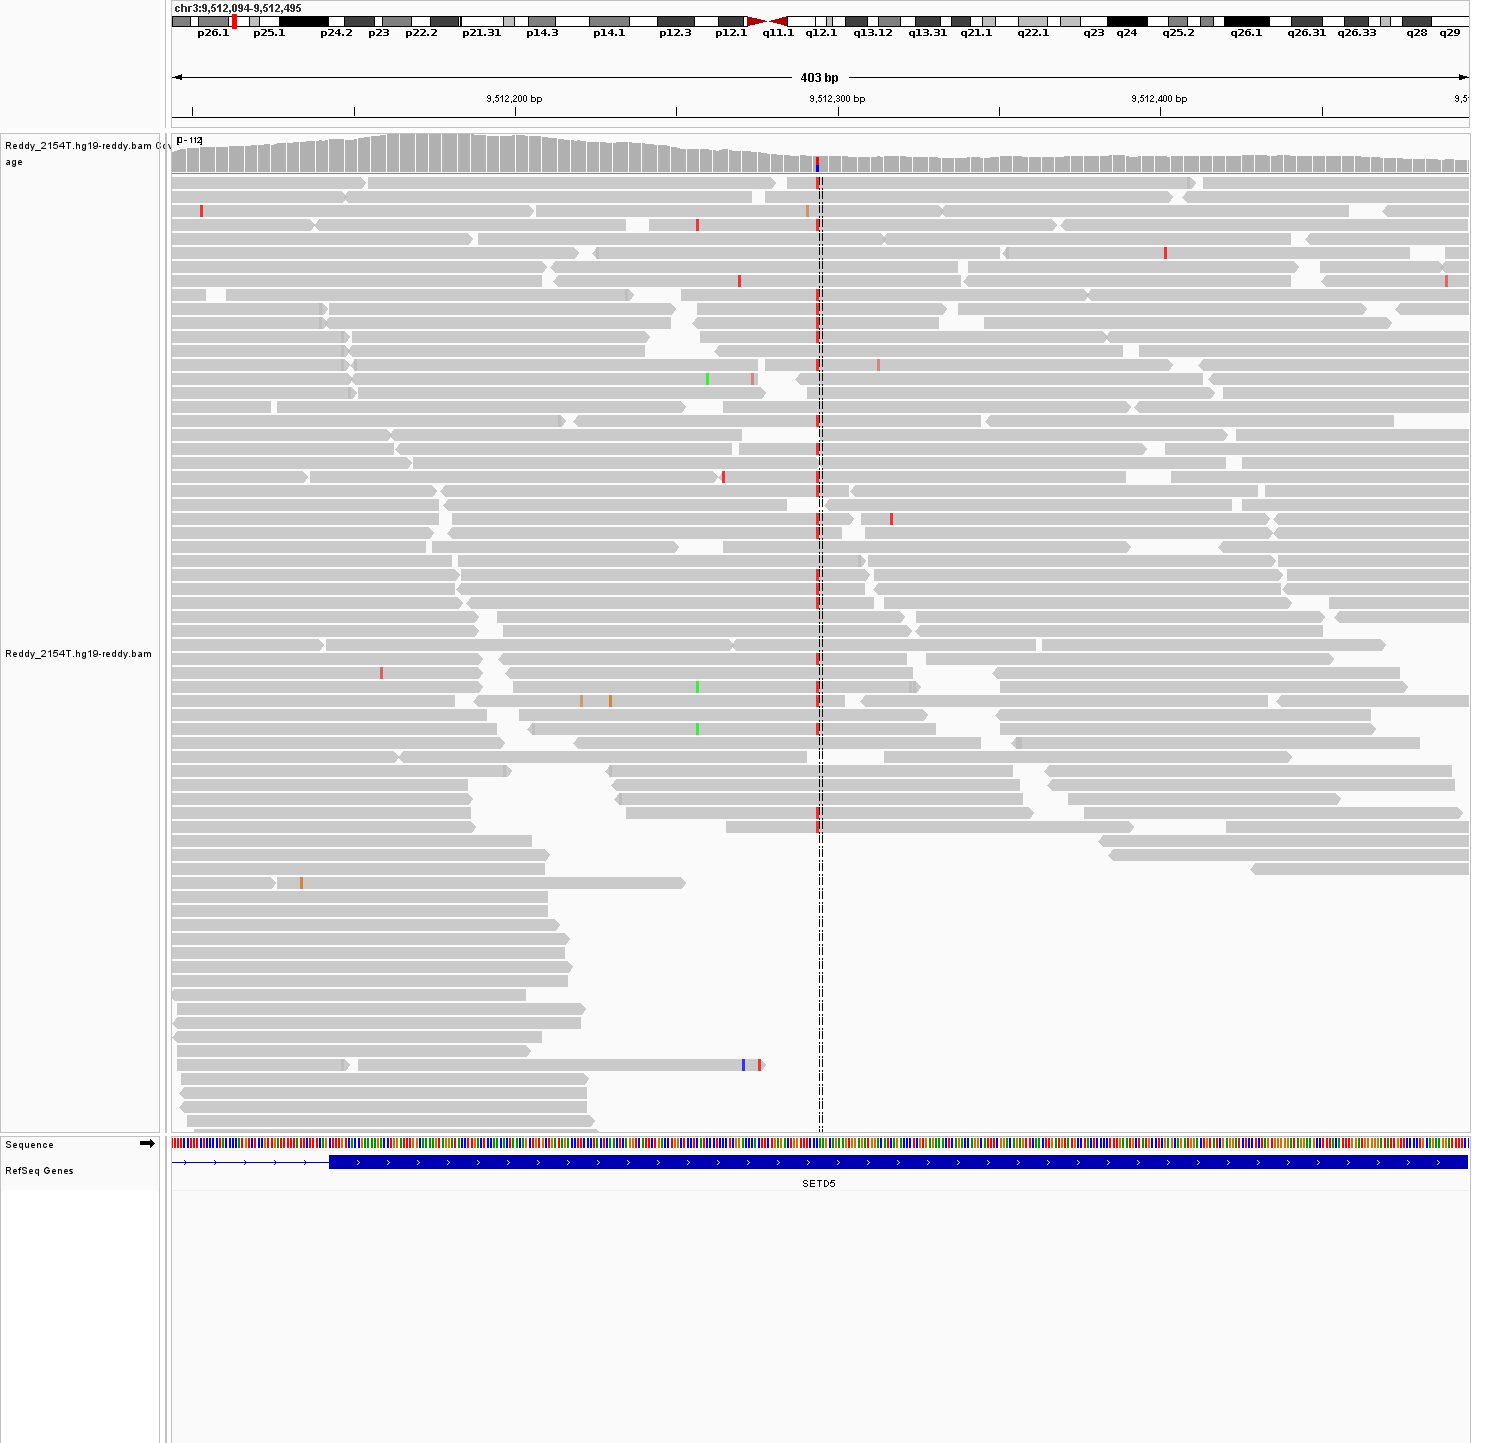 chr3:9,512,094-9,512,495
p26.1 p25.1 p24.2 p23 p22.2 p21.31 p14.3 p14.1 p12.3 p12.1 q11.1 q12.1 q13.12 q13.31 q21.1 q22.1 q23 q24 q25.2 q26.1 q26.31 q26.33 q28 q29
403 bp
9,512,200 bp 9,512,300 bp 9,512,400 bp 9,5
Reddy_2154T.hg19-reddy.bam Cov
age
[0 - 112]
Reddy_2154T.hg19-reddy.bam
Sequence
RefSeq Genes
SETD5